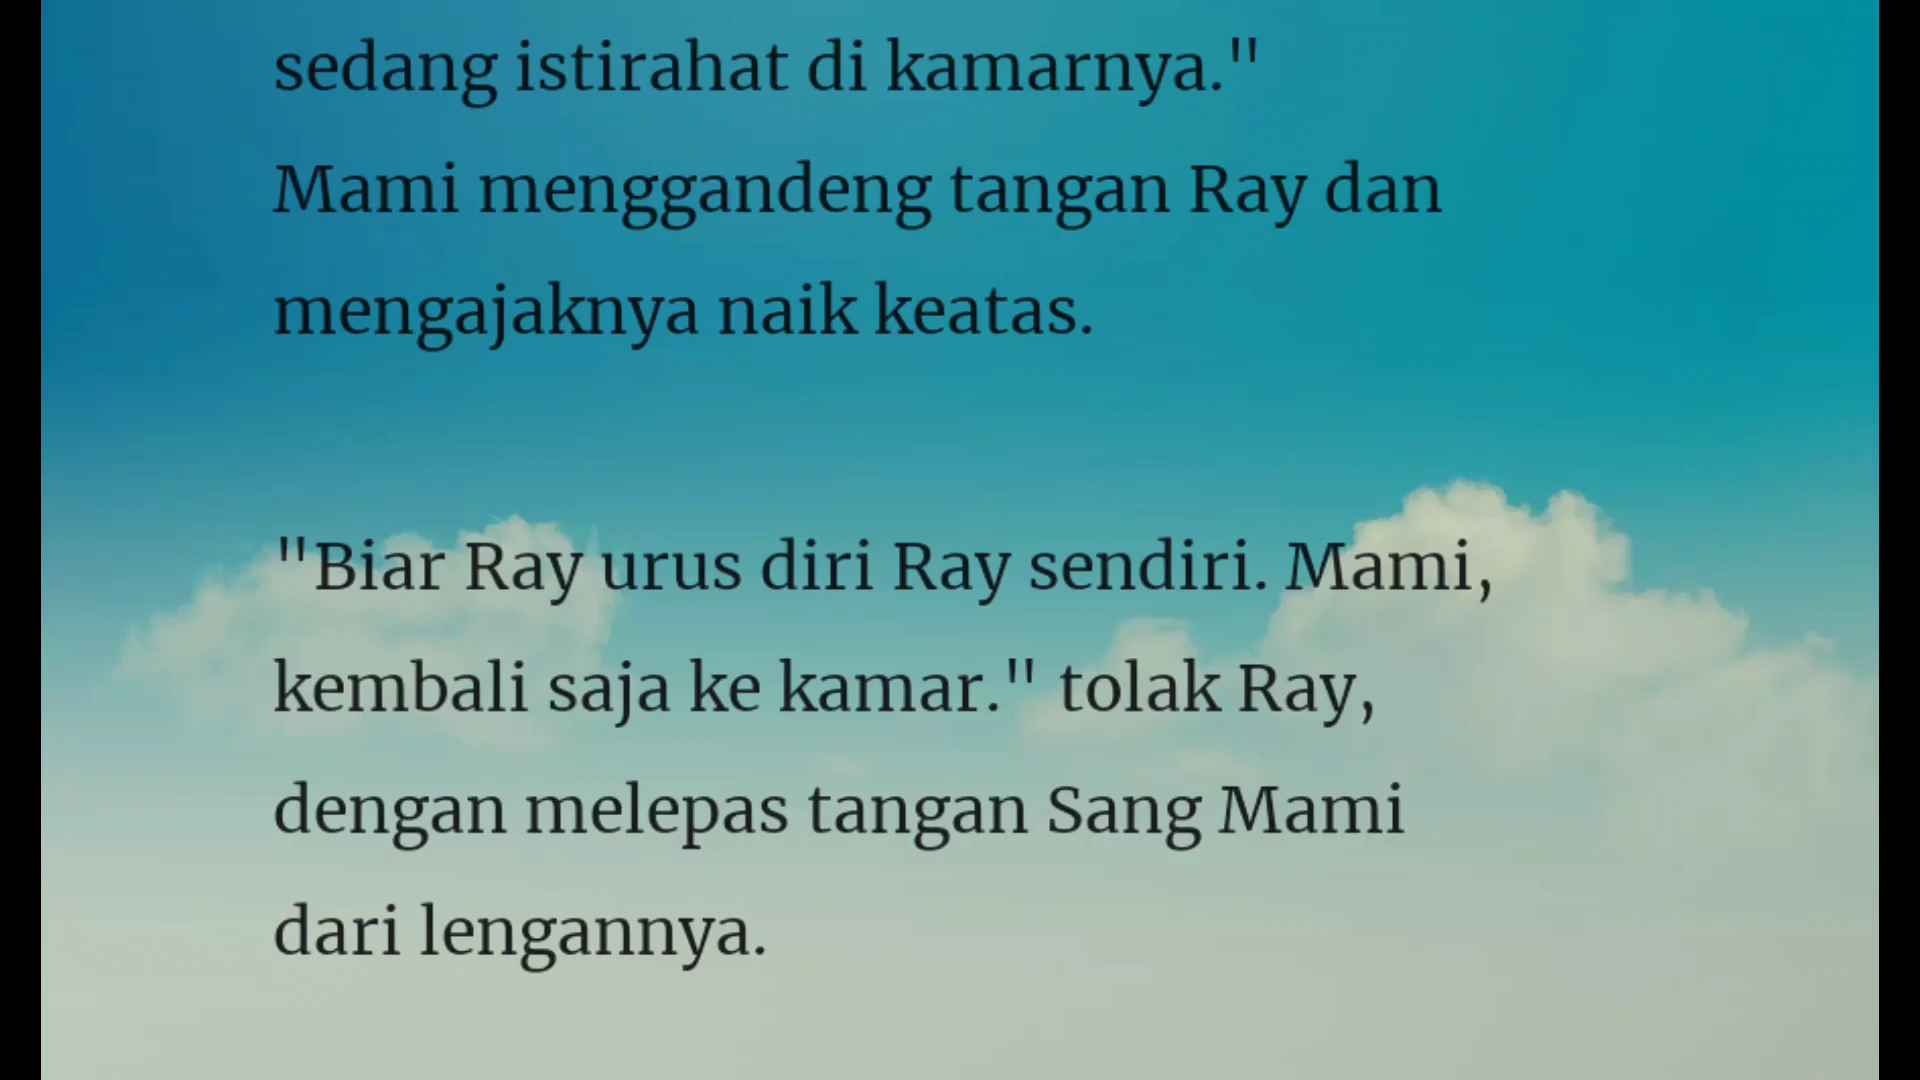 sedang istirahat di kamarnya."
Mami menggandeng tangan Ray dan
mengajaknya naik keatas.
"Biar Ray urus diri Ray sendiri. Mami,
kembali saja ke kamar." tolak Ray,
dengan melepas tangan Sang Mami
dari lengannya.